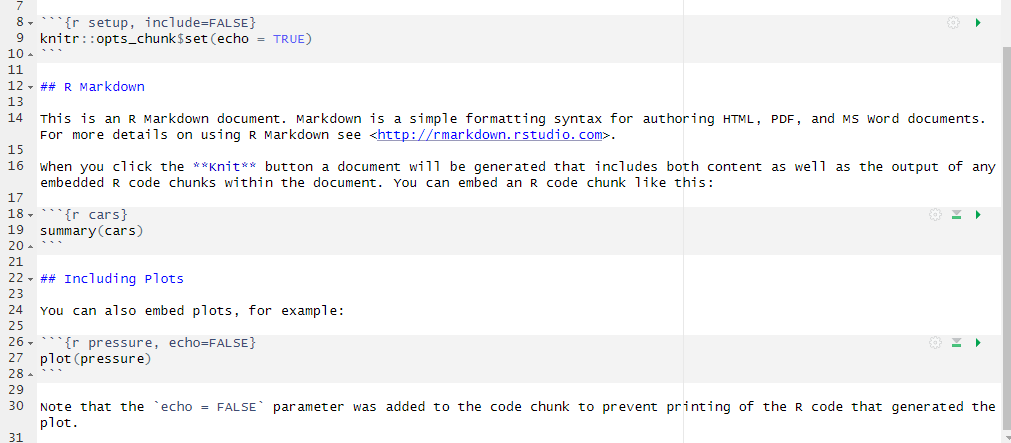 7
8 ```{r setup, include=FALSE}
9 knitr::opts_chunk$set(echo = TRUE)
10 ```
11
12 ## R Markdown
13
14 This is an R Markdown document. Markdown is a simple formatting syntax for authoring HTML, PDF, and MS Word documents.
For more details on using R Markdown see <http://rmarkdown.rstudio.com>.
15
16 When you click the **Knit** button a document will be generated that includes both content as well as the output of any
embedded R code chunks within the document. You can embed an R code chunk like this:
17
18 ```{r cars}
19 summary(cars)
20 ```
21
22 ## Including Plots
23
24 You can also embed plots, for example:
25
26 ```{r pressure, echo=FALSE}
27 plot(pressure)
28 ```
29
30 Note that the `echo = FALSE` parameter was added to the code chunk to prevent printing of the R code that generated the
plot.
31